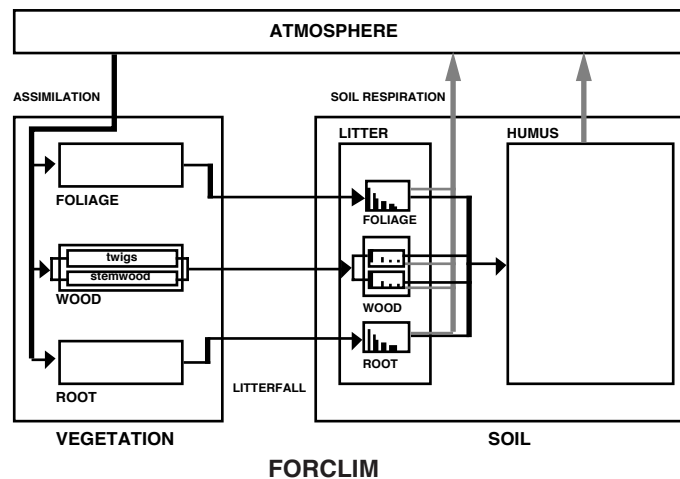 ATMOSPHERE
ASSIMILATION
SOIL RESPIRATION
LITTER
HUMUS
FOLIAGE
FOLIAGE
twigs
stemwood
WOOD
WOOD
ROOT
ROOT
LITTERFALL
VEGETATION
SOIL
FORCLIM